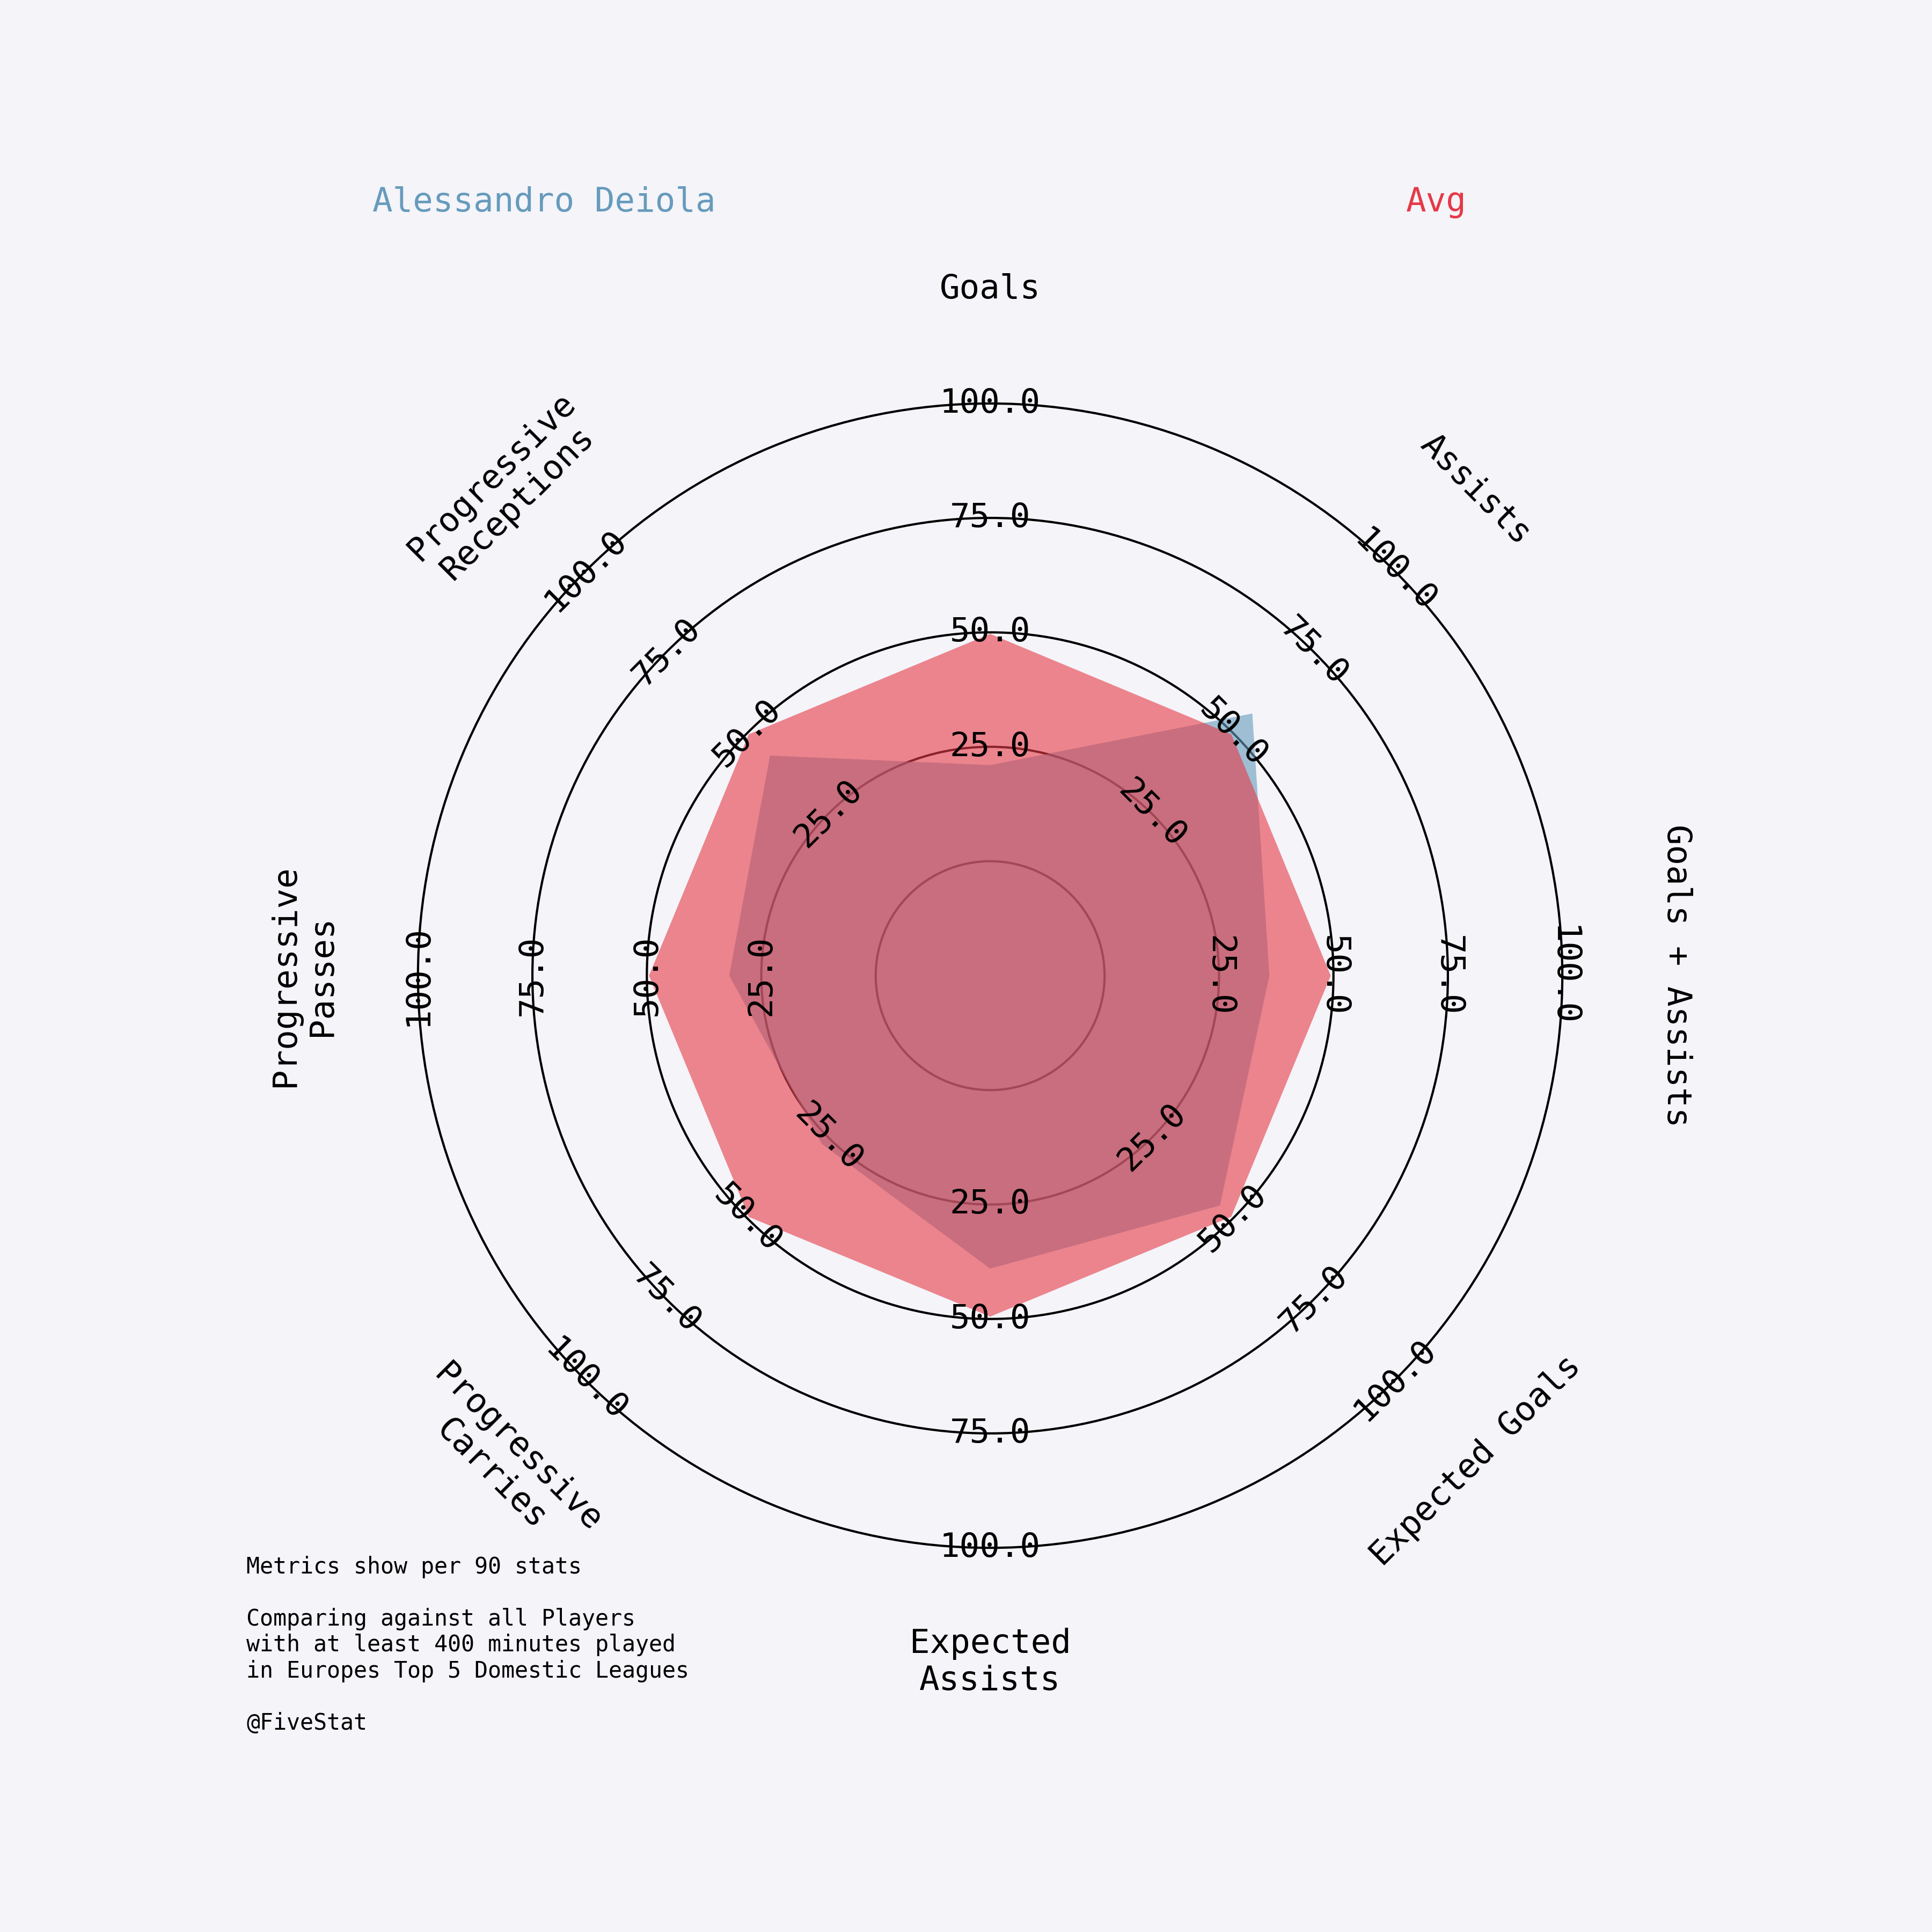 Alessandro Deiola
Avg
Goals
Assists
Goals + Assists
Expected Goals
Expected
Assists
Progressive
Carries
Progressive
Passes
Progressive
Receptions
100.0
75.0
50.0
25.0
100.0
75.0
50.0
25.0
100.0
75.0
50.0
25.0
100.0
75.0
50.0
25.0
25.0
50.0
75.0
100.0
25.0
50.0
75.0
100.0
100.0
75.0
50.0
25.0
100.0
75.0
50.0
25.0
Metrics show per 90 stats
Comparing against all Players
with at least 400 minutes played
in Europes Top 5 Domestic Leagues
@FiveStat